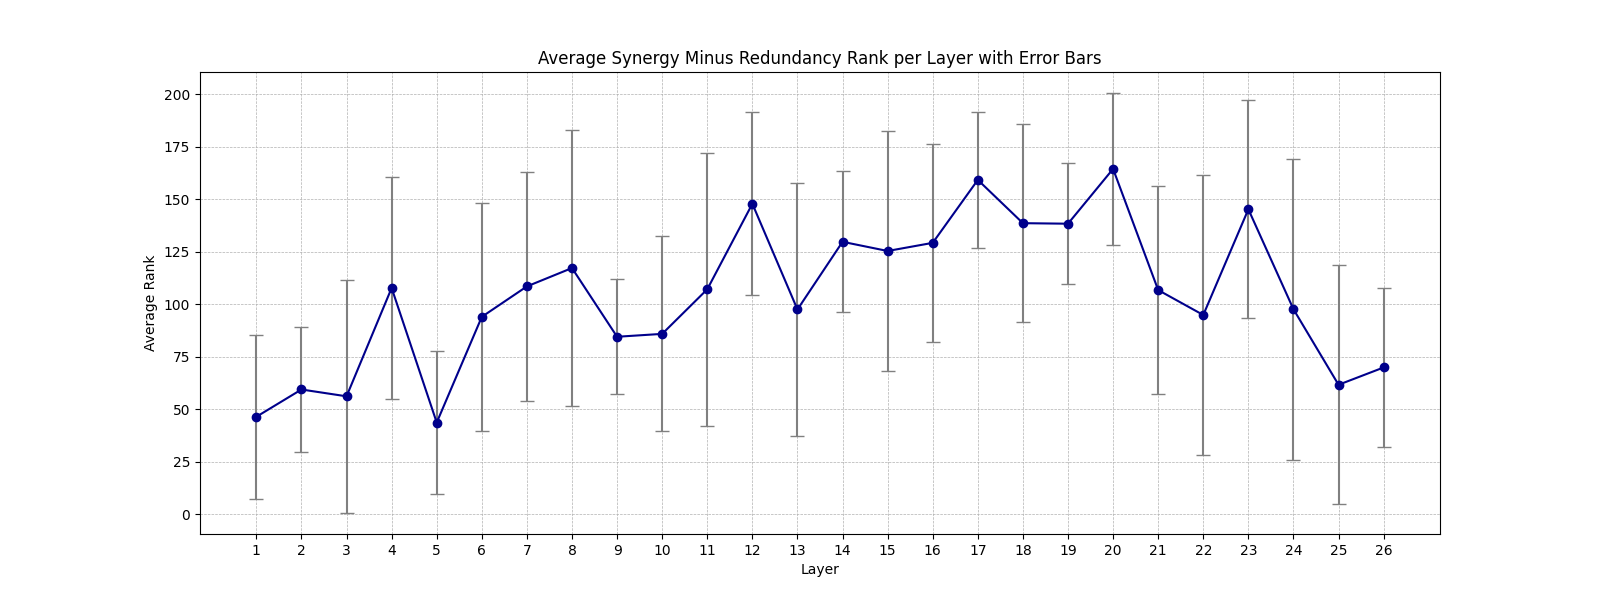 Average Synergy Minus Redundancy Rank per Layer with Error Bars
200
175
150
125
100
75
50
25
0
Average Rank
1 2 3 4 5 6 7 8 9 10 11 12 13 14 15 16 17 18 19 20 21 22 23 24 25 26
Layer